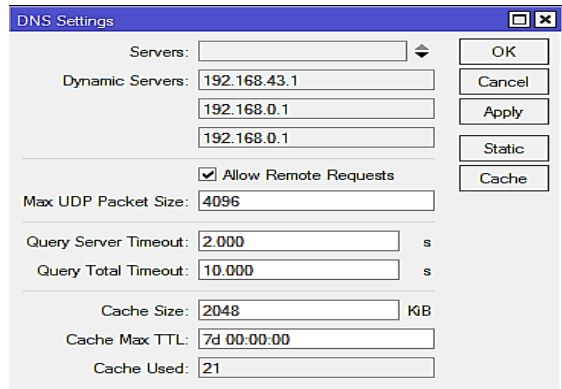 DNS Settings
Servers:
OK
Dynamic Servers: 192.168.43.1
Cancel
192.168.0.1
Apply
192.168.0.1
Static
Allow Remote Requests
Cache
Max UDP Packet Size: 4096
Query Server Timeout: 2.000 s
Query Total Timeout: 10.000 s
Cache Size: 2048 KiB
Cache Max TTL: 7d 00:00:00
Cache Used: 21